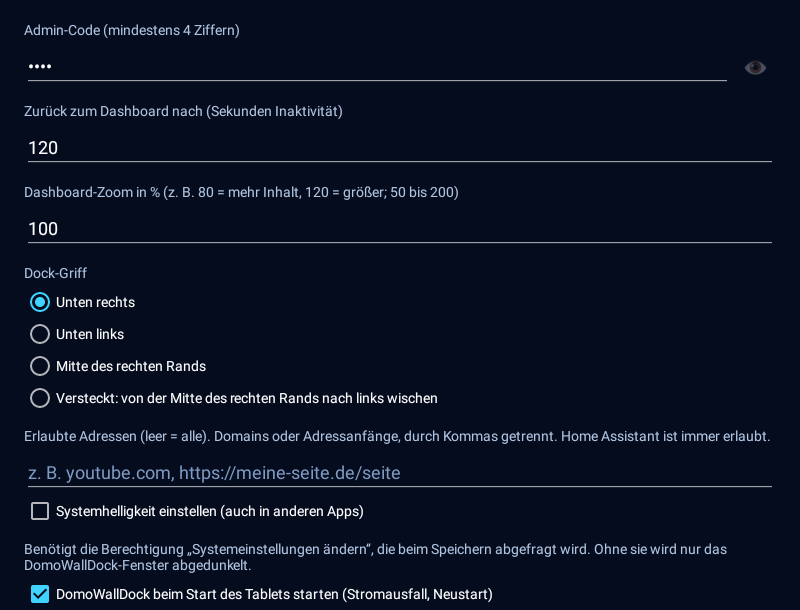 Admin-Code (mindestens 4 Ziffern)
••••
Zurück zum Dashboard nach (Sekunden Inaktivität)
120
Dashboard-Zoom in % (z. B. 80 = mehr Inhalt, 120 = größer; 50 bis 200)
100
Dock-Griff
Unten rechts
Unten links
Mitte des rechten Rands
Versteckt: von der Mitte des rechten Rands nach links wischen
Erlaubte Adressen (leer = alle). Domains oder Adressanfänge, durch Kommas getrennt. Home Assistant ist immer erlaubt.
z. B. youtube.com, https://meine-seite.de/seite
Systemhelligkeit einstellen (auch in anderen Apps)
Benötigt die Berechtigung „Systemeinstellungen ändern“, die beim Speichern abgefragt wird. Ohne sie wird nur das
DomoWallDock-Fenster abgedunkelt.
DomoWallDock beim Start des Tablets starten (Stromausfall, Neustart)